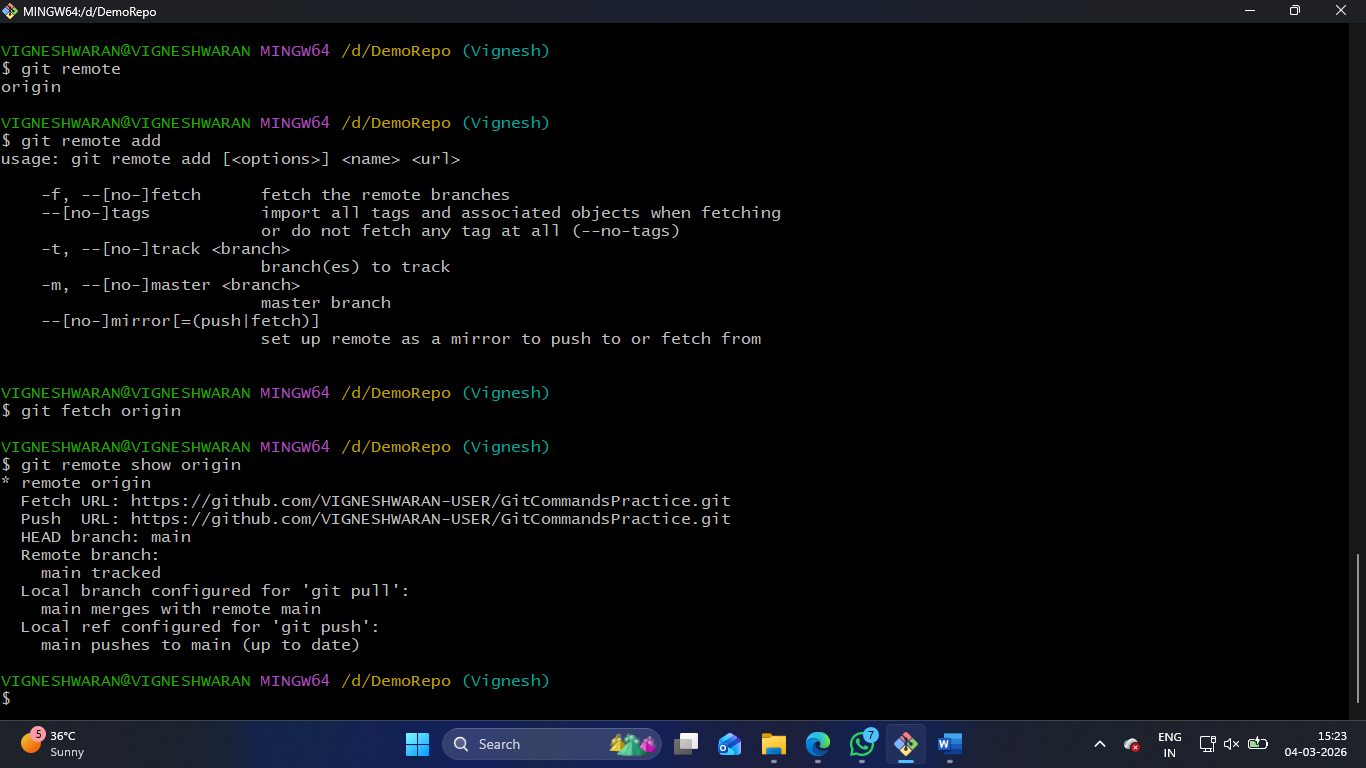 MINGW64:/d/DemoRepo
VIGNESHWARAN@VIGNESHWARAN MINGW64 /d/DemoRepo (Vignesh)
$ git remote
origin
VIGNESHWARAN@VIGNESHWARAN MINGW64 /d/DemoRepo (Vignesh)
$ git remote add
usage: git remote add [<options>] <name> <url>
-f, --[no-]fetch fetch the remote branches
--[no-]tags import all tags and associated objects when fetching
or do not fetch any tag at all (--no-tags)
-t, --[no-]track <branch>
branch(es) to track
-m, --[no-]master <branch>
master branch
--[no-]mirror[=(push|fetch)]
set up remote as a mirror to push to or fetch from
VIGNESHWARAN@VIGNESHWARAN MINGW64 /d/DemoRepo (Vignesh)
$ git fetch origin
VIGNESHWARAN@VIGNESHWARAN MINGW64 /d/DemoRepo (Vignesh)
$ git remote show origin
* remote origin
Fetch URL: https://github.com/VIGNESHWARAN-USER/GitCommandsPractice.git
Push  URL: https://github.com/VIGNESHWARAN-USER/GitCommandsPractice.git
HEAD branch: main
Remote branch:
main tracked
Local branch configured for 'git pull':
main merges with remote main
Local ref configured for 'git push':
main pushes to main (up to date)
VIGNESHWARAN@VIGNESHWARAN MINGW64 /d/DemoRepo (Vignesh)
$
5
36°C
Sunny
Search
7
W
ENG
IN
15:23
04-03-2026